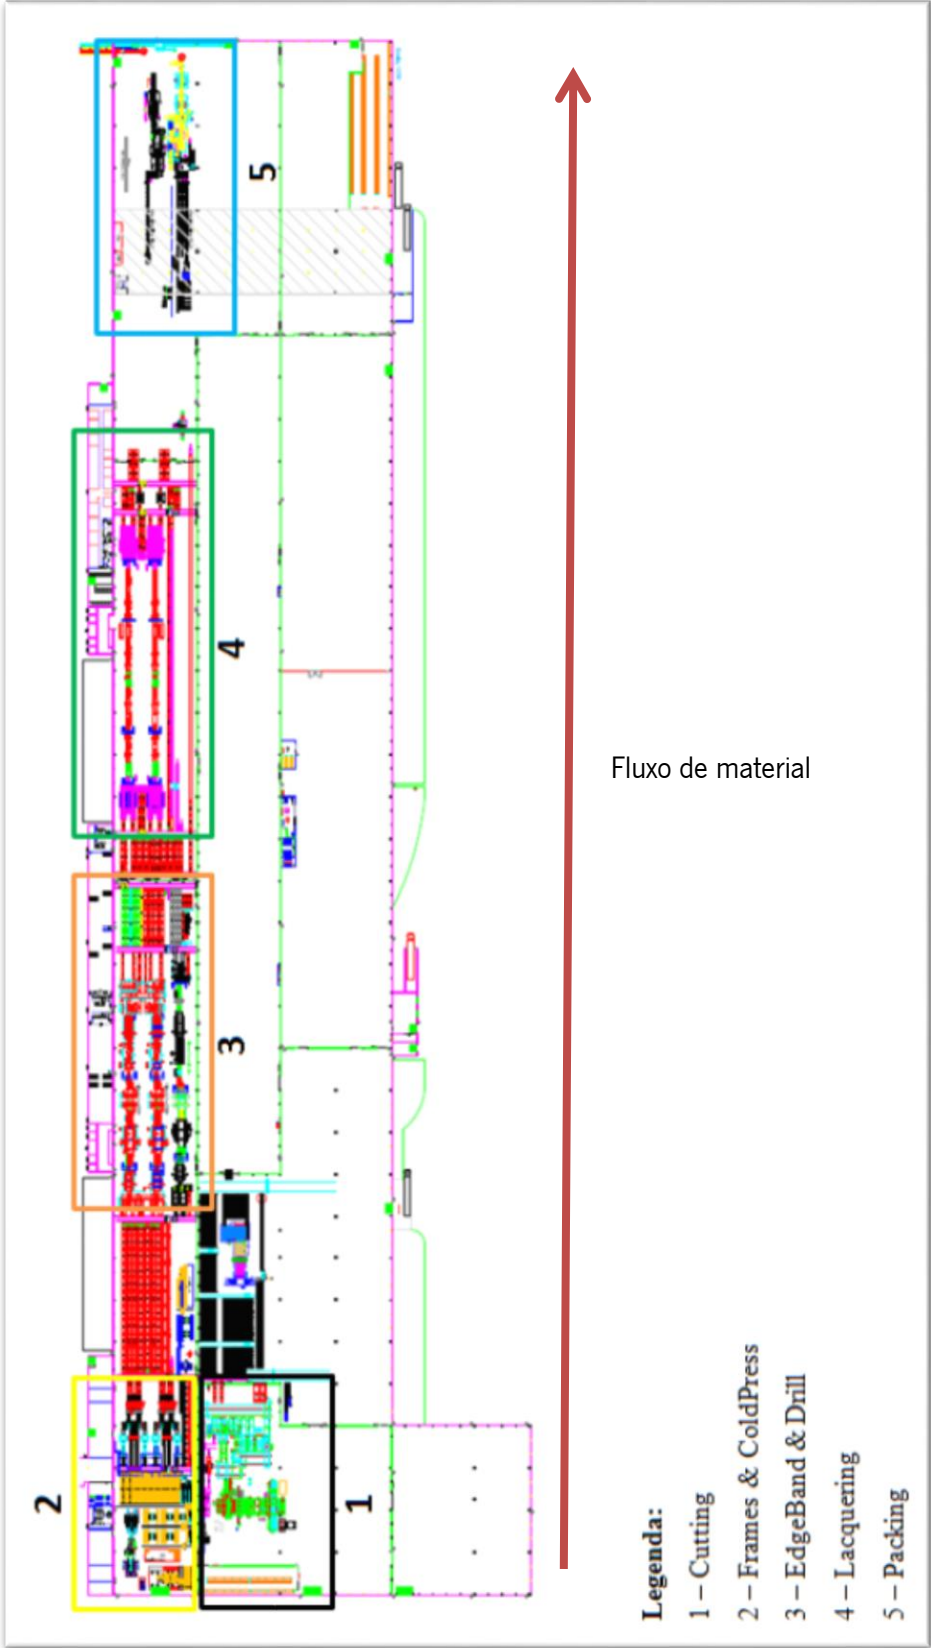 5
4
Fluxo de material
3
2
1
Legenda:
1 – Cutting
2 – Frames & ColdPress
3 – EdgeBand & Drill
4 – Lacquering
5 – Packing